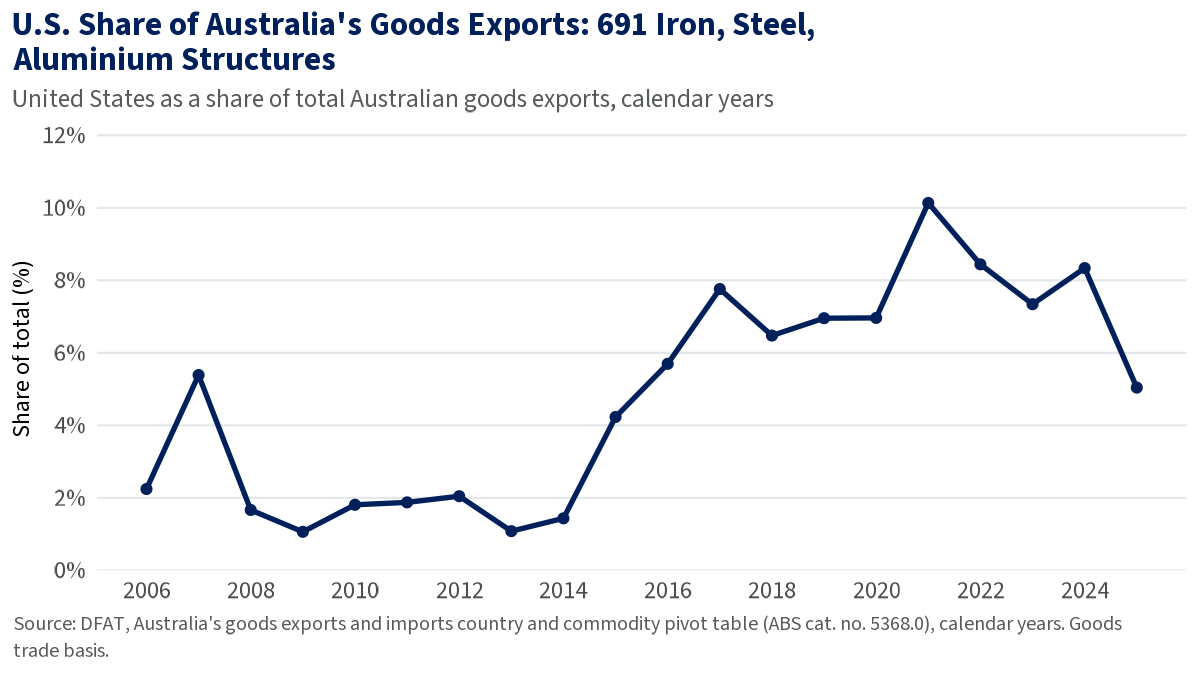 U.S. Share of Australia's Goods Exports: 691 Iron, Steel,
Aluminium Structures
United States as a share of total Australian goods exports, calendar years
12%
10%
8%
6%
4%
2%
0%
Share of total (%)
2006 2008 2010 2012 2014 2016 2018 2020 2022 2024
Source: DFAT, Australia's goods exports and imports country and commodity pivot table (ABS cat. no. 5368.0), calendar years. Goods
trade basis.